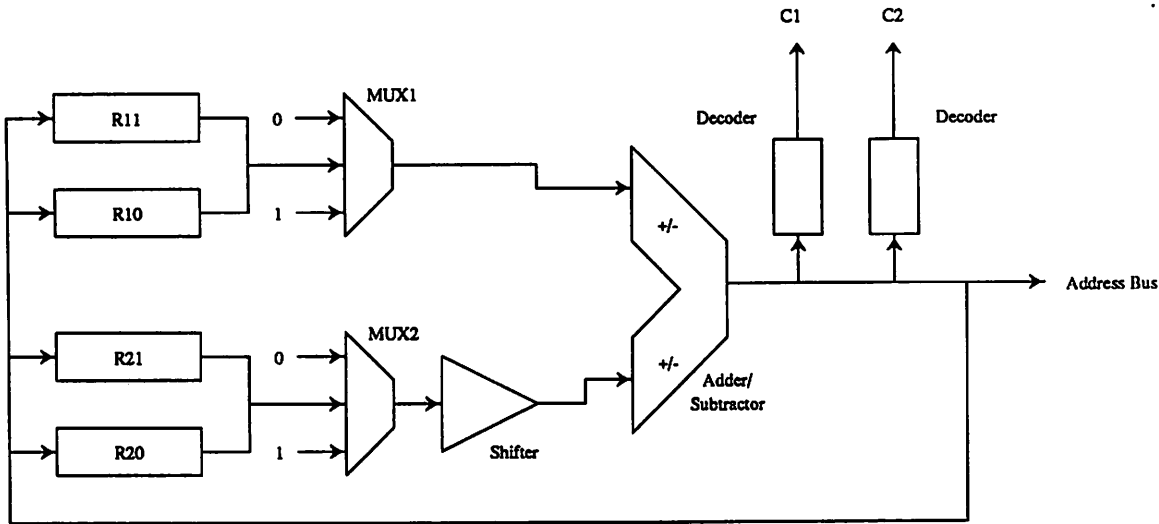 C1
C2
MUX1
R11
0
Decoder
Decoder
R10
1
+/-
Address Bus
MUX2
R21
0
+/-
Adder/
Subtractor
R20
1
Shifter